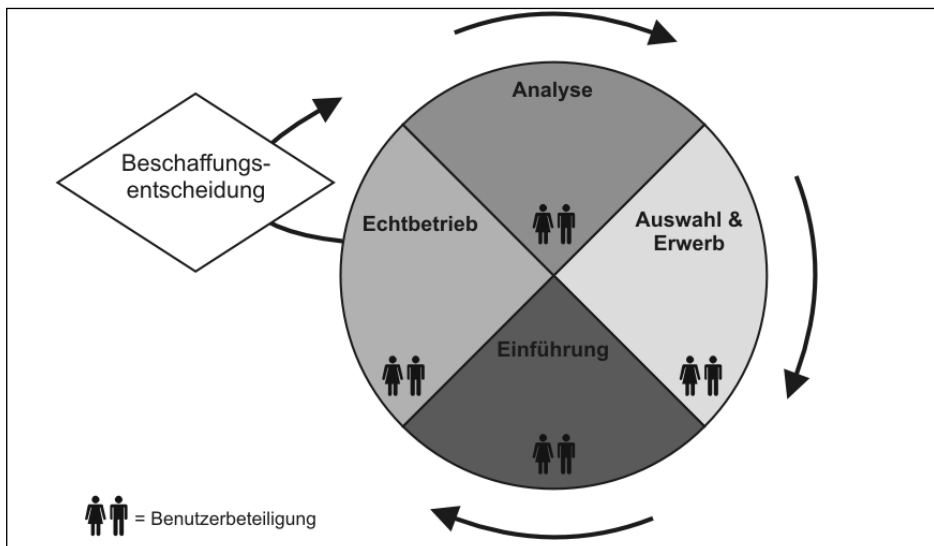 Analyse
Beschaffungs-
entscheidung
Echtbetrieb
Auswahl &
Erwerb
Einführung
= Benutzerbeteiligung